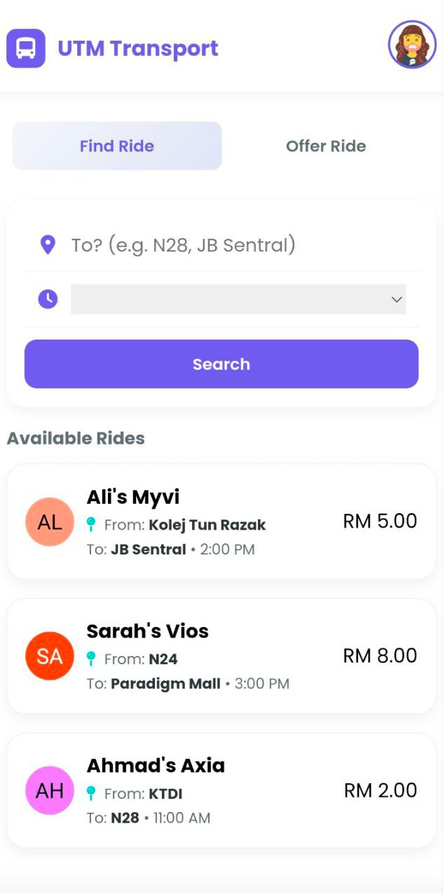 UTM Transport
Find Ride
Offer Ride
To? (e.g. N28, JB Sentral)
Search
Available Rides
AL
Ali's Myvi
From: Kolej Tun Razak
To: JB Sentral • 2:00 PM
RM 5.00
SA
Sarah's Vios
From: N24
To: Paradigm Mall • 3:00 PM
RM 8.00
AH
Ahmad's Axia
From: KTDI
To: N28 • 11:00 AM
RM 2.00